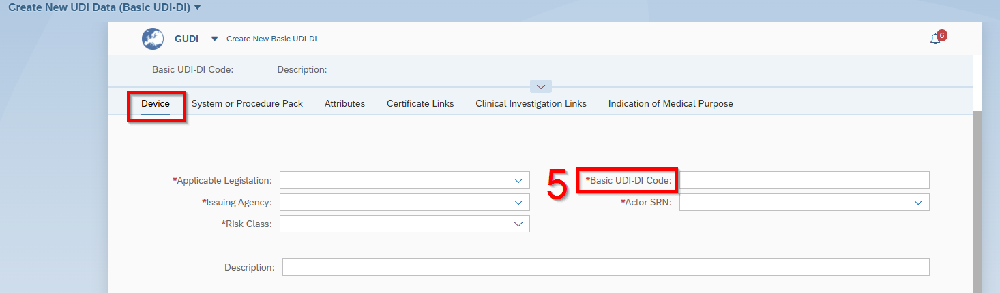 Create New UDI Data (Basic UDI-DI)
GUDI Create New Basic UDI-DI 6
Basic UDI-DI Code: Description:
Device System or Procedure Pack Attributes Certificate Links Clinical Investigation Links Indication of Medical Purpose
*Applicable Legislation: 5 *Basic UDI-DI Code:
*Issuing Agency: *Actor SRN:
*Risk Class:
Description: